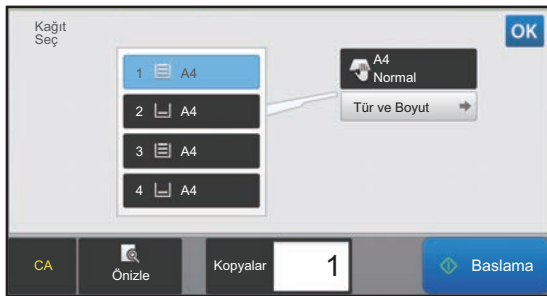 Kağıt
Seç
OK
1 A4
2 A4
3 A4
4 A4
A4
Normal
Tür ve Boyut
CA
Önizle
Kopyalar
1
Baslama